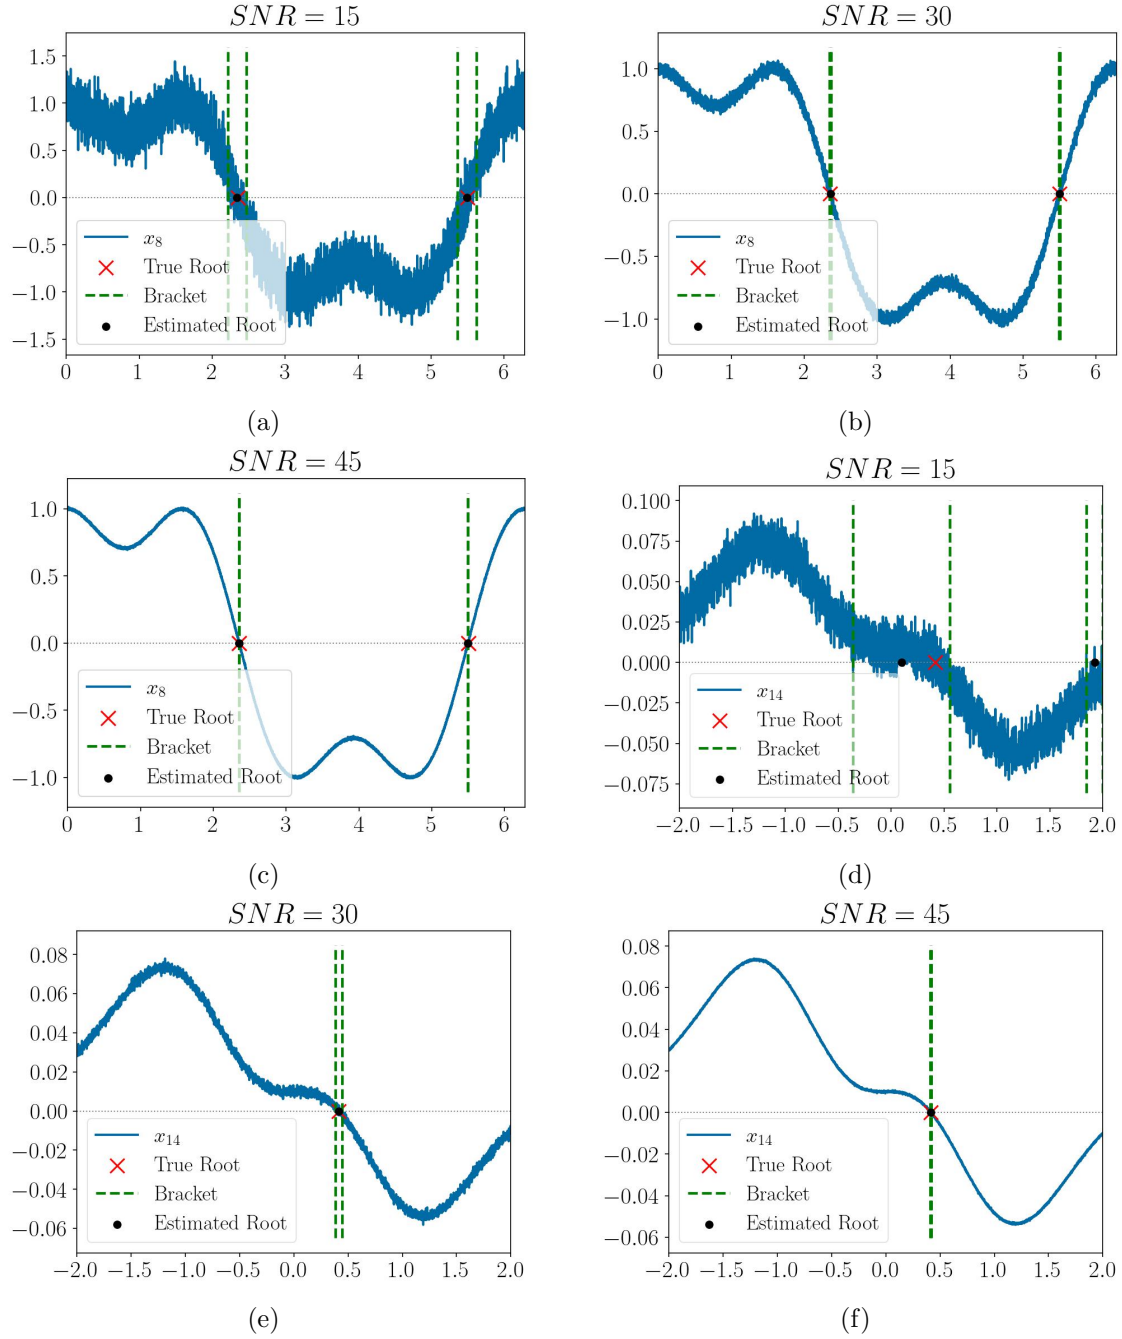 SNR = 15
1.5
1.0
0.5
0.0
−0.5
−1.0
−1.5
x₈
True Root
Bracket
Estimated Root
0 1 2 3 4 5 6
(a)
SNR = 30
1.0
0.5
0.0
−0.5
−1.0
x₈
True Root
Bracket
Estimated Root
0 1 2 3 4 5 6
(b)
SNR = 45
1.0
0.5
0.0
−0.5
−1.0
x₈
True Root
Bracket
Estimated Root
0 1 2 3 4 5 6
(c)
SNR = 15
0.100
0.075
0.050
0.025
0.000
−0.025
−0.050
−0.075
x₁₄
True Root
Bracket
Estimated Root
−2.0 −1.5 −1.0 −0.5 0.0 0.5 1.0 1.5 2.0
(d)
SNR = 30
0.08
0.06
0.04
0.02
0.00
−0.02
−0.04
−0.06
x₁₄
True Root
Bracket
Estimated Root
−2.0 −1.5 −1.0 −0.5 0.0 0.5 1.0 1.5 2.0
(e)
SNR = 45
0.08
0.06
0.04
0.02
0.00
−0.02
−0.04
−0.06
x₁₄
True Root
Bracket
Estimated Root
−2.0 −1.5 −1.0 −0.5 0.0 0.5 1.0 1.5 2.0
(f)